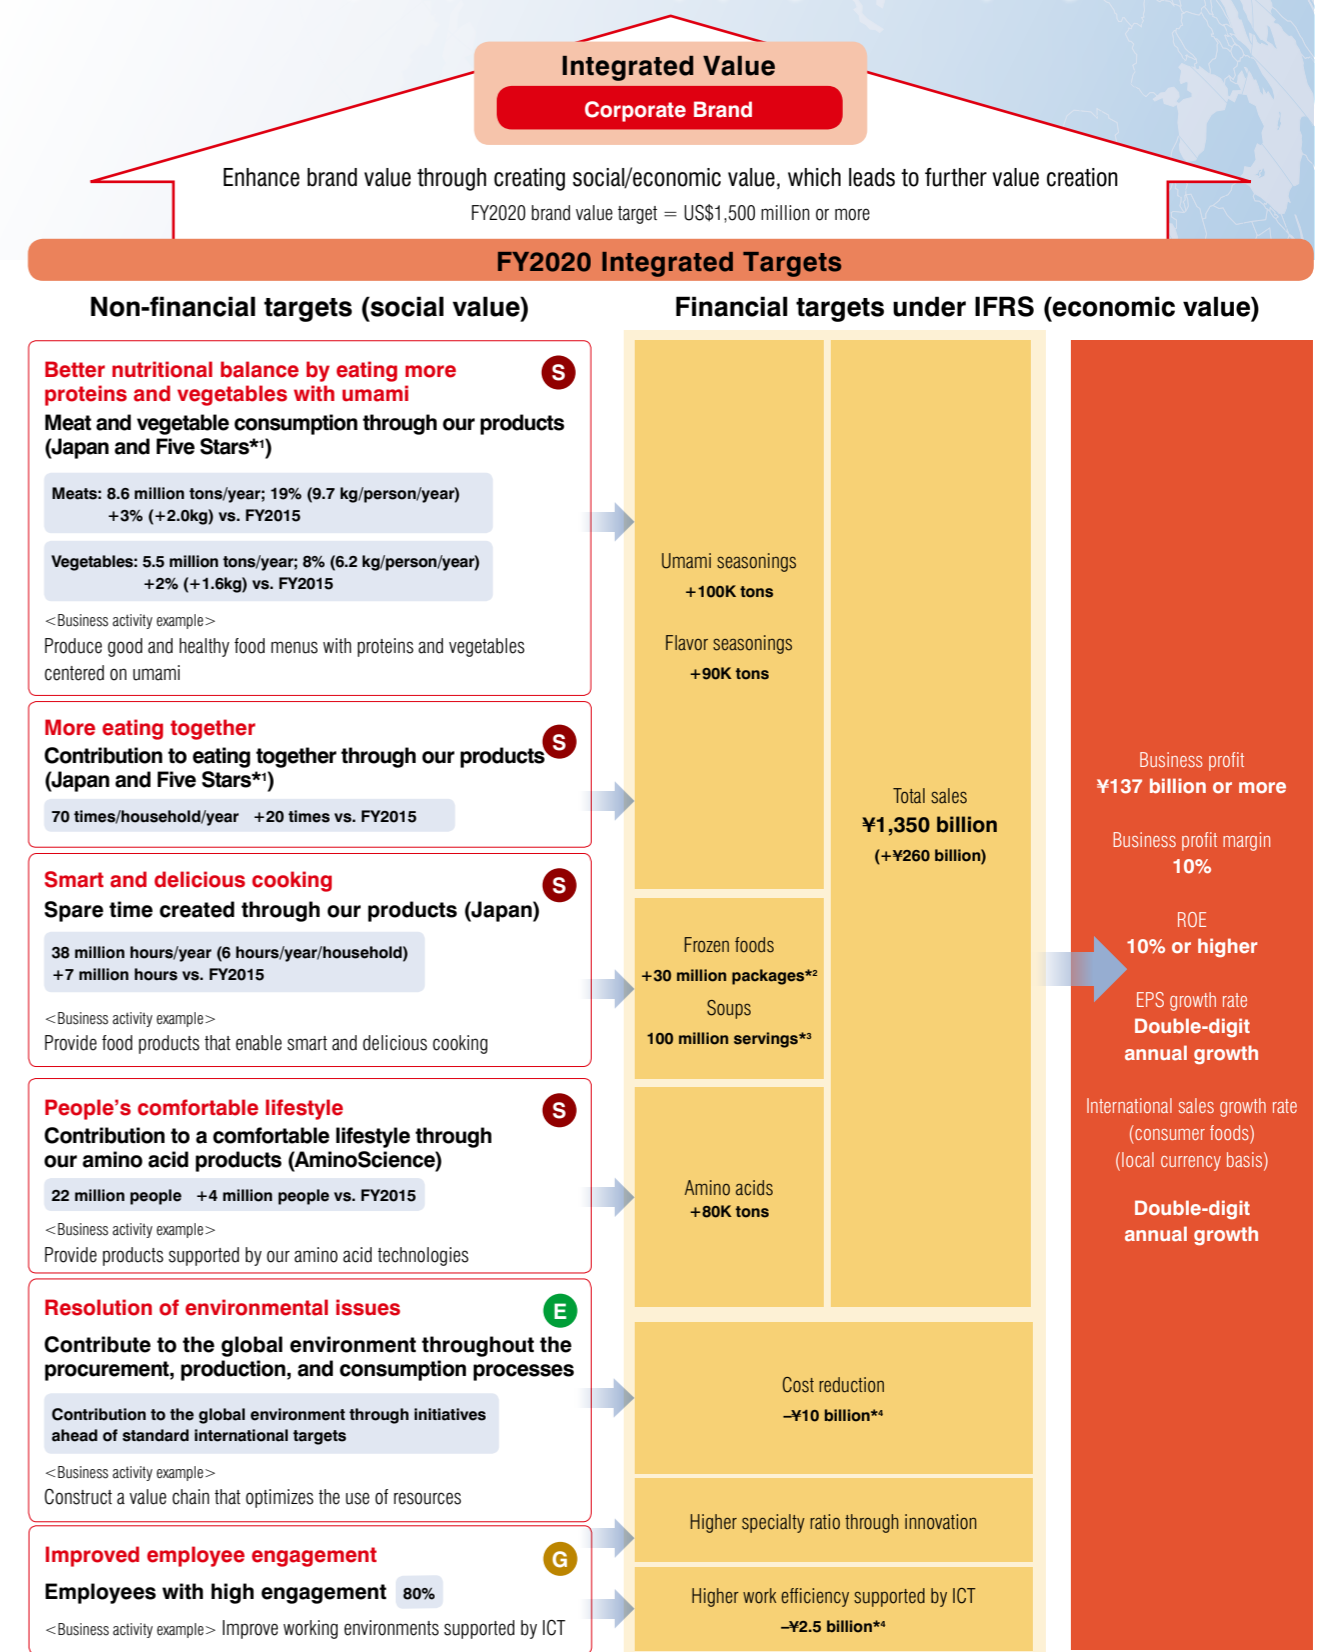 Integrated Value
Corporate Brand
Enhance brand value through creating social/economic value, which leads to further value creation
FY2020 brand value target = US$1,500 million or more
FY2020 Integrated Targets
Non-financial targets (social value)
Financial targets under IFRS (economic value)
Better nutritional balance by eating more
proteins and vegetables with umami
S
Meat and vegetable consumption through our products
(Japan and Five Stars*1)
Meats: 8.6 million tons/year; 19% (9.7 kg/person/year)
+3% (+2.0kg) vs. FY2015
Vegetables: 5.5 million tons/year; 8% (6.2 kg/person/year)
+2% (+1.6kg) vs. FY2015
<Business activity example>
Produce good and healthy food menus with proteins and vegetables
centered on umami
More eating together
S
Contribution to eating together through our products
(Japan and Five Stars*1)
70 times/household/year +20 times vs. FY2015
Smart and delicious cooking
S
Spare time created through our products (Japan)
38 million hours/year (6 hours/year/household)
+7 million hours vs. FY2015
<Business activity example>
Provide food products that enable smart and delicious cooking
People's comfortable lifestyle
S
Contribution to a comfortable lifestyle through
our amino acid products (AminoScience)
22 million people +4 million people vs. FY2015
<Business activity example>
Provide products supported by our amino acid technologies
Resolution of environmental issues
E
Contribute to the global environment throughout the
procurement, production, and consumption processes
Contribution to the global environment through initiatives
ahead of standard international targets
<Business activity example>
Construct a value chain that optimizes the use of resources
Improved employee engagement
G
Employees with high engagement 80%
<Business activity example> Improve working environments supported by ICT
Umami seasonings
+100K tons
Flavor seasonings
+90K tons
Frozen foods
+30 million packages*2
Soups
100 million servings*3
Amino acids
+80K tons
Total sales
¥1,350 billion
(+¥260 billion)
Cost reduction
–¥10 billion*4
Higher specialty ratio through innovation
Higher work efficiency supported by ICT
–¥2.5 billion*4
Business profit
¥137 billion or more
Business profit margin
10%
ROE
10% or higher
EPS growth rate
Double-digit
annual growth
International sales growth rate
(consumer foods)
(local currency basis)
Double-digit
annual growth